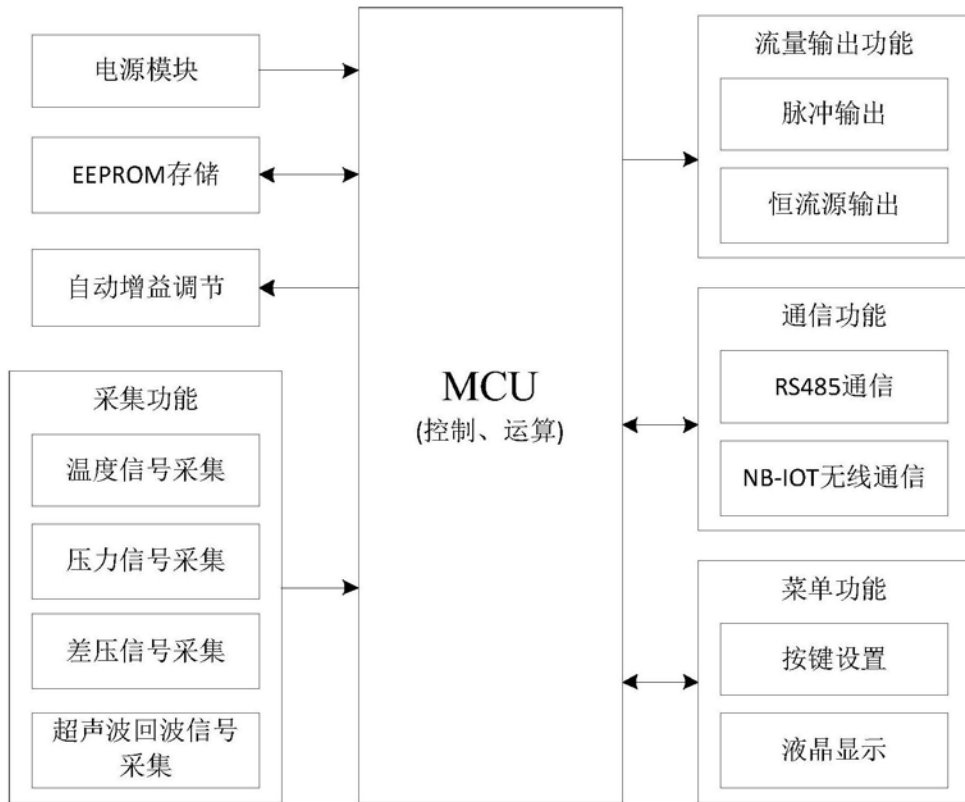 电源模块
EEPROM存储
自动增益调节
采集功能
温度信号采集
压力信号采集
差压信号采集
超声波回波信号
采集
MCU
(控制、运算)
流量输出功能
脉冲输出
恒流源输出
通信功能
RS485通信
NB-IOT无线通信
菜单功能
按键设置
液晶显示